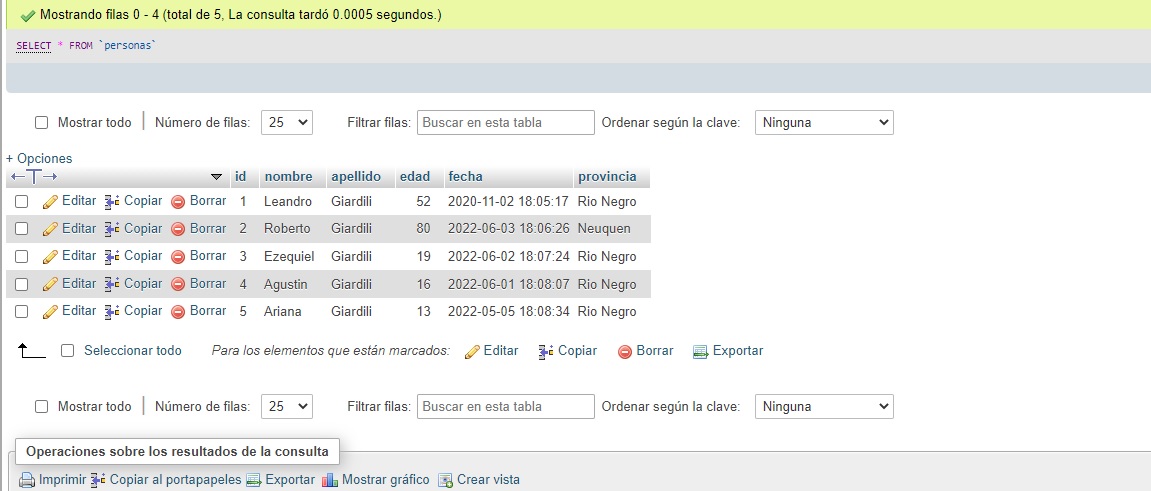 Mostrando filas 0 - 4 (total de 5, La consulta tardó 0.0005 segundos.)
SELECT * FROM `personas`
Mostrar todo | Número de filas: 25 Filtrar filas: Buscar en esta tabla Ordenar según la clave: Ninguna
+ Opciones
←T→ id nombre apellido edad fecha provincia
Editar Copiar Borrar 1 Leandro Giardili 52 2020-11-02 18:05:17 Rio Negro
Editar Copiar Borrar 2 Roberto Giardili 80 2022-06-03 18:06:26 Neuquen
Editar Copiar Borrar 3 Ezequiel Giardili 19 2022-06-02 18:07:24 Rio Negro
Editar Copiar Borrar 4 Agustin Giardili 16 2022-06-01 18:08:07 Rio Negro
Editar Copiar Borrar 5 Ariana Giardili 13 2022-05-05 18:08:34 Rio Negro
Seleccionar todo Para los elementos que están marcados: Editar Copiar Borrar Exportar
Mostrar todo | Número de filas: 25 Filtrar filas: Buscar en esta tabla Ordenar según la clave: Ninguna
Operaciones sobre los resultados de la consulta
Imprimir Copiar al portapapeles Exportar Mostrar gráfico Crear vista